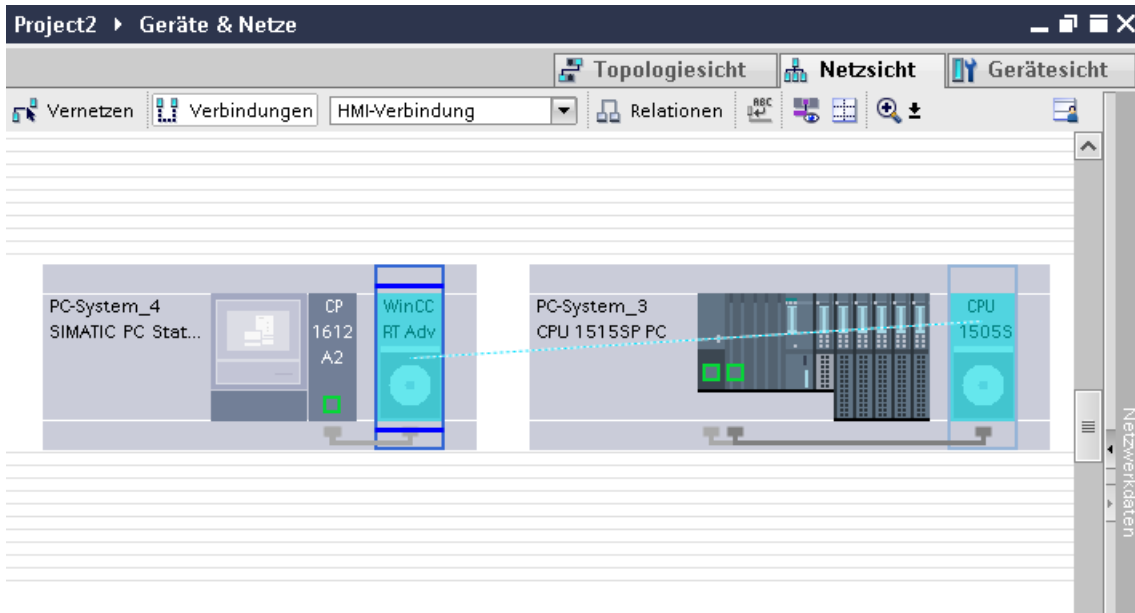 Project2 ▸ Geräte & Netze
Topologiesicht Netzsicht Gerätesicht
Vernetzen Verbindungen HMI-Verbindung Relationen
PC-System_4
SIMATIC PC Stat...
CP
1612
A2
WinCC
RT Adv
PC-System_3
CPU 1515SP PC
CPU
1505S
Netzwerkdaten